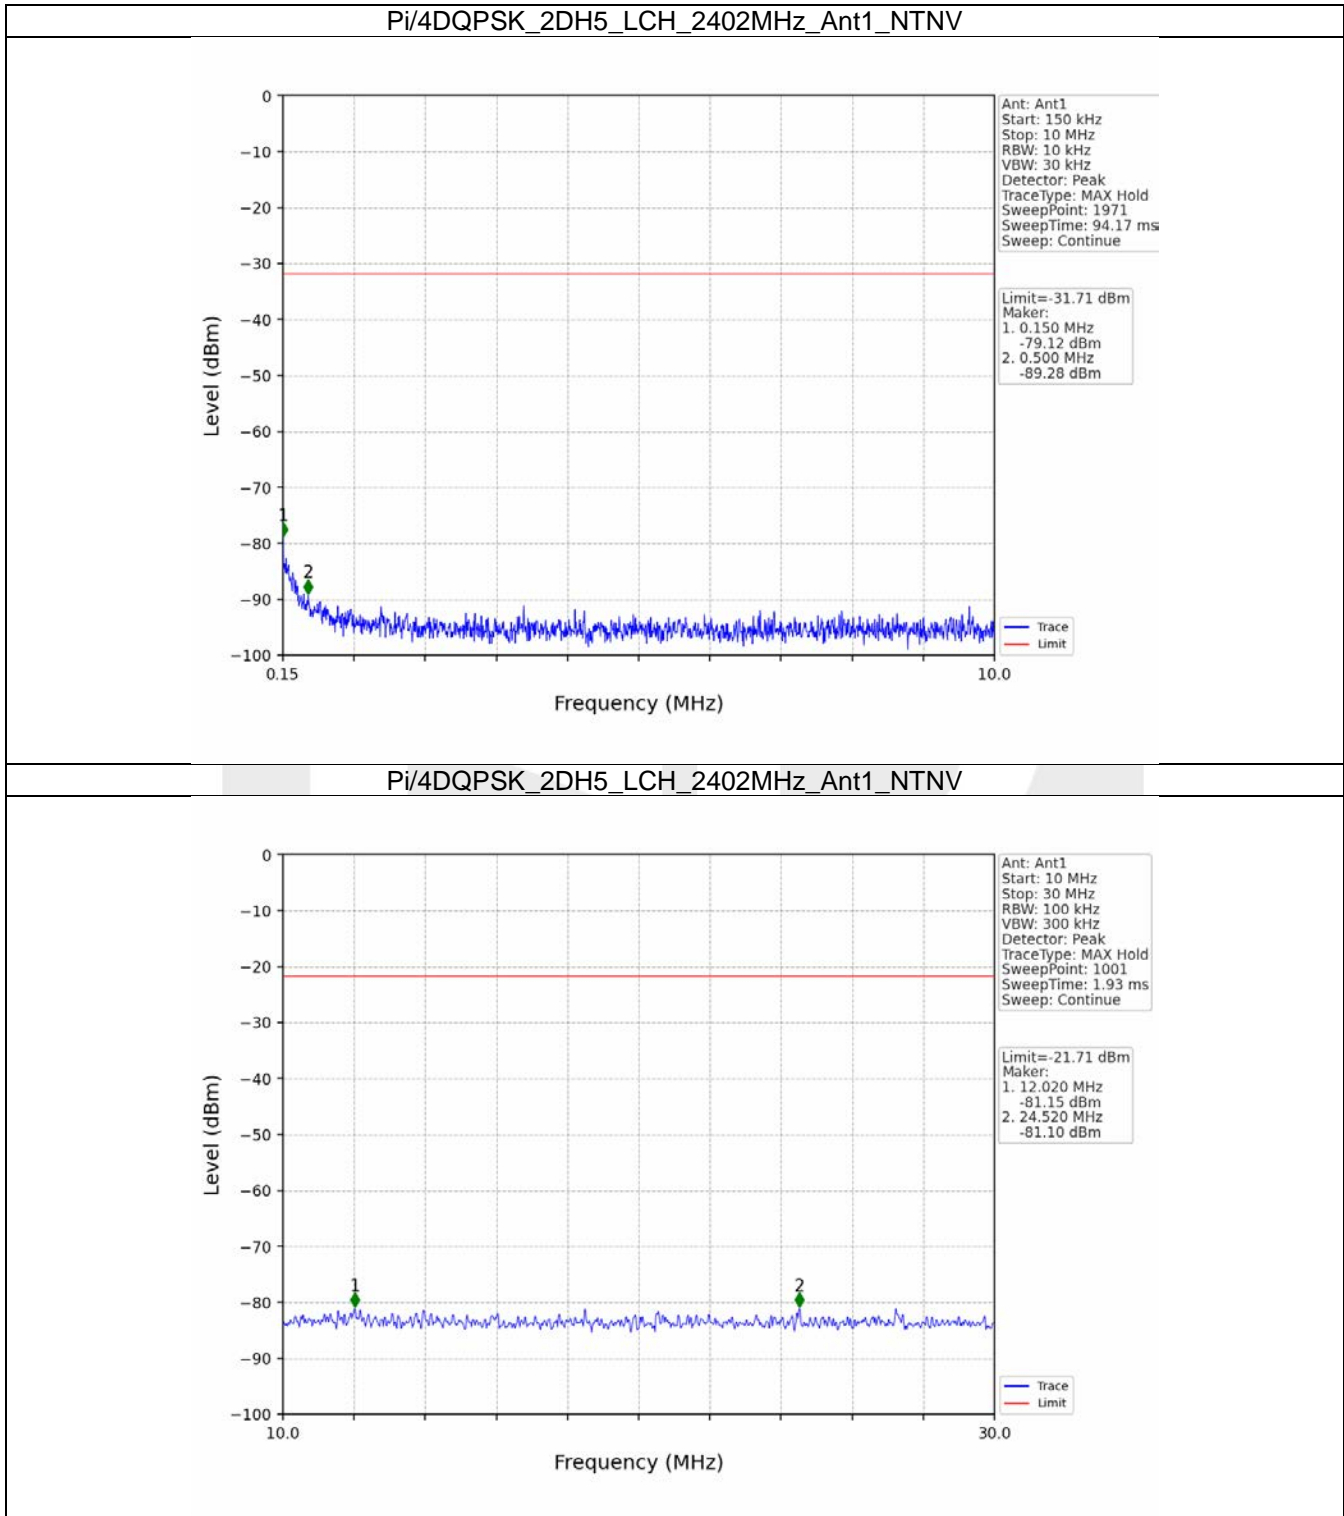 Pi/4DQPSK_2DH5_LCH_2402MHz_Ant1_NTNV
0
−10
−20
−30
−40
−50
−60
−70
−80
−90
−100
Level (dBm)
1
2
0.15
10.0
Frequency (MHz)
Ant: Ant1
Start: 150 kHz
Stop: 10 MHz
RBW: 10 kHz
VBW: 30 kHz
Detector: Peak
TraceType: MAX Hold
SweepPoint: 1971
SweepTime: 94.17 ms
Sweep: Continue
Limit=-31.71 dBm
Maker:
1. 0.150 MHz
-79.12 dBm
2. 0.500 MHz
-89.28 dBm
Trace
Limit
Pi/4DQPSK_2DH5_LCH_2402MHz_Ant1_NTNV
0
−10
−20
−30
−40
−50
−60
−70
−80
−90
−100
Level (dBm)
1
2
10.0
30.0
Frequency (MHz)
Ant: Ant1
Start: 10 MHz
Stop: 30 MHz
RBW: 100 kHz
VBW: 300 kHz
Detector: Peak
TraceType: MAX Hold
SweepPoint: 1001
SweepTime: 1.93 ms
Sweep: Continue
Limit=-21.71 dBm
Maker:
1. 12.020 MHz
-81.15 dBm
2. 24.520 MHz
-81.10 dBm
Trace
Limit